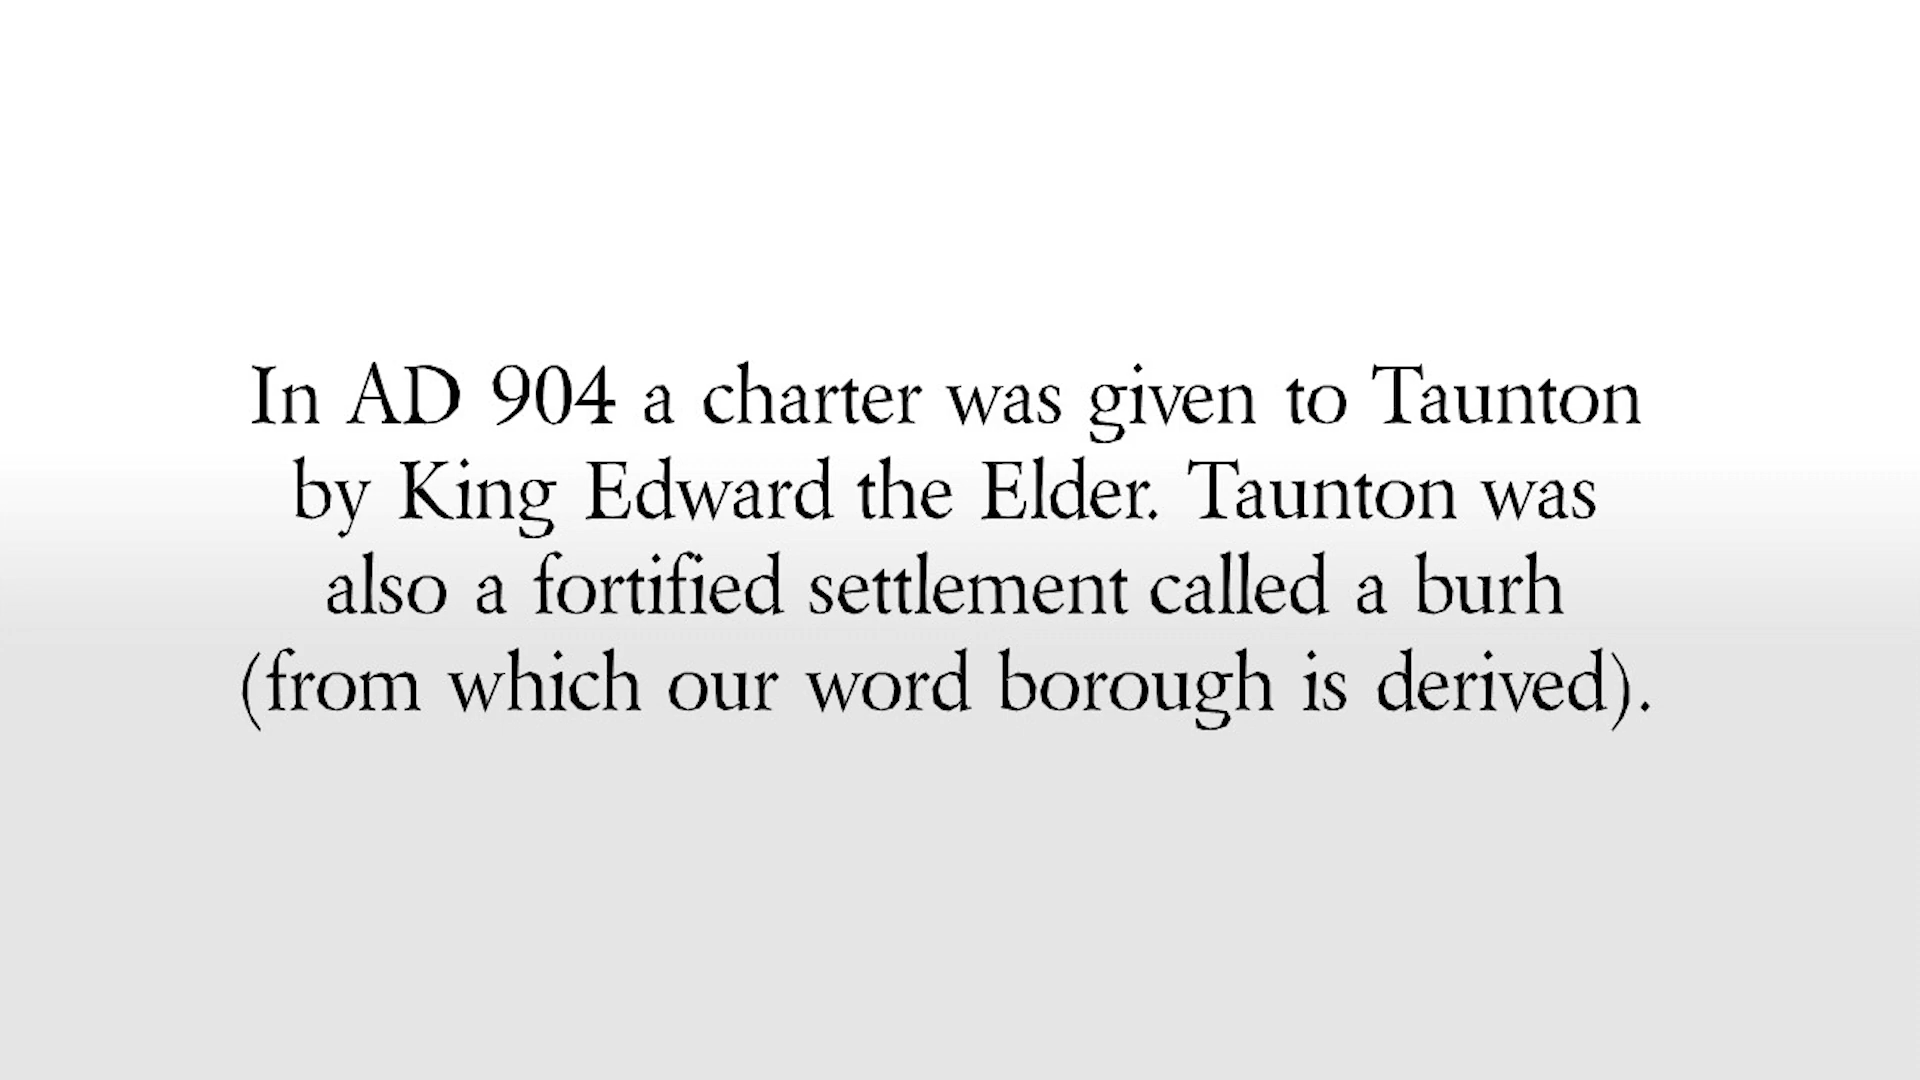 In AD 904 a charter was given to Taunton
by King Edward the Elder. Taunton was
also a fortified settlement called a burh
(from which our word borough is derived).